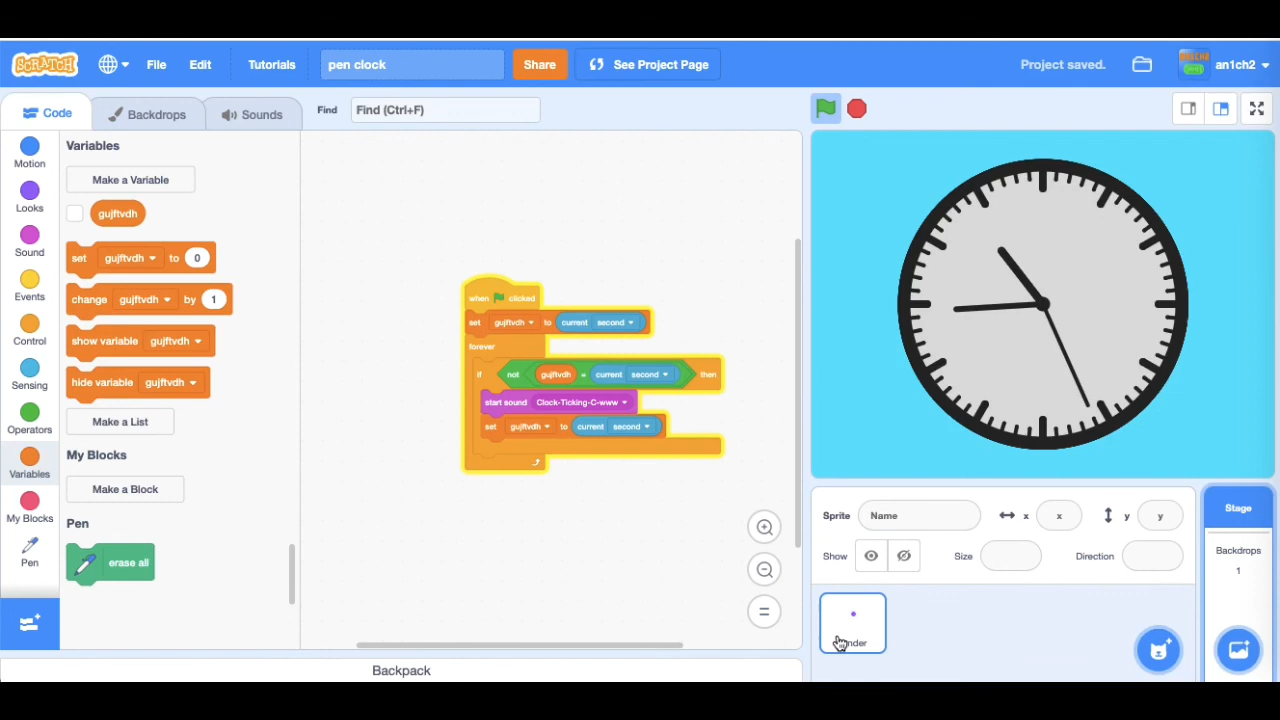 SCRATCH File Edit Tutorials pen clock Share See Project Page Project saved. an1ch2
Code Backdrops Sounds Find Find (Ctrl+F)
Motion
Looks
Sound
Events
Control
Sensing
Operators
Variables
My Blocks
Pen
Variables
Make a Variable
gujftvdh
set gujftvdh to 0
change gujftvdh by 1
show variable gujftvdh
hide variable gujftvdh
Make a List
My Blocks
Make a Block
Pen
erase all
when clicked
set gujftvdh to current second
forever
if not gujftvdh = current second then
start sound Clock-Ticking-C-www
set gujftvdh to current second
Backpack
Sprite Name x x y y
Show Size Direction
Stage
Backdrops
1